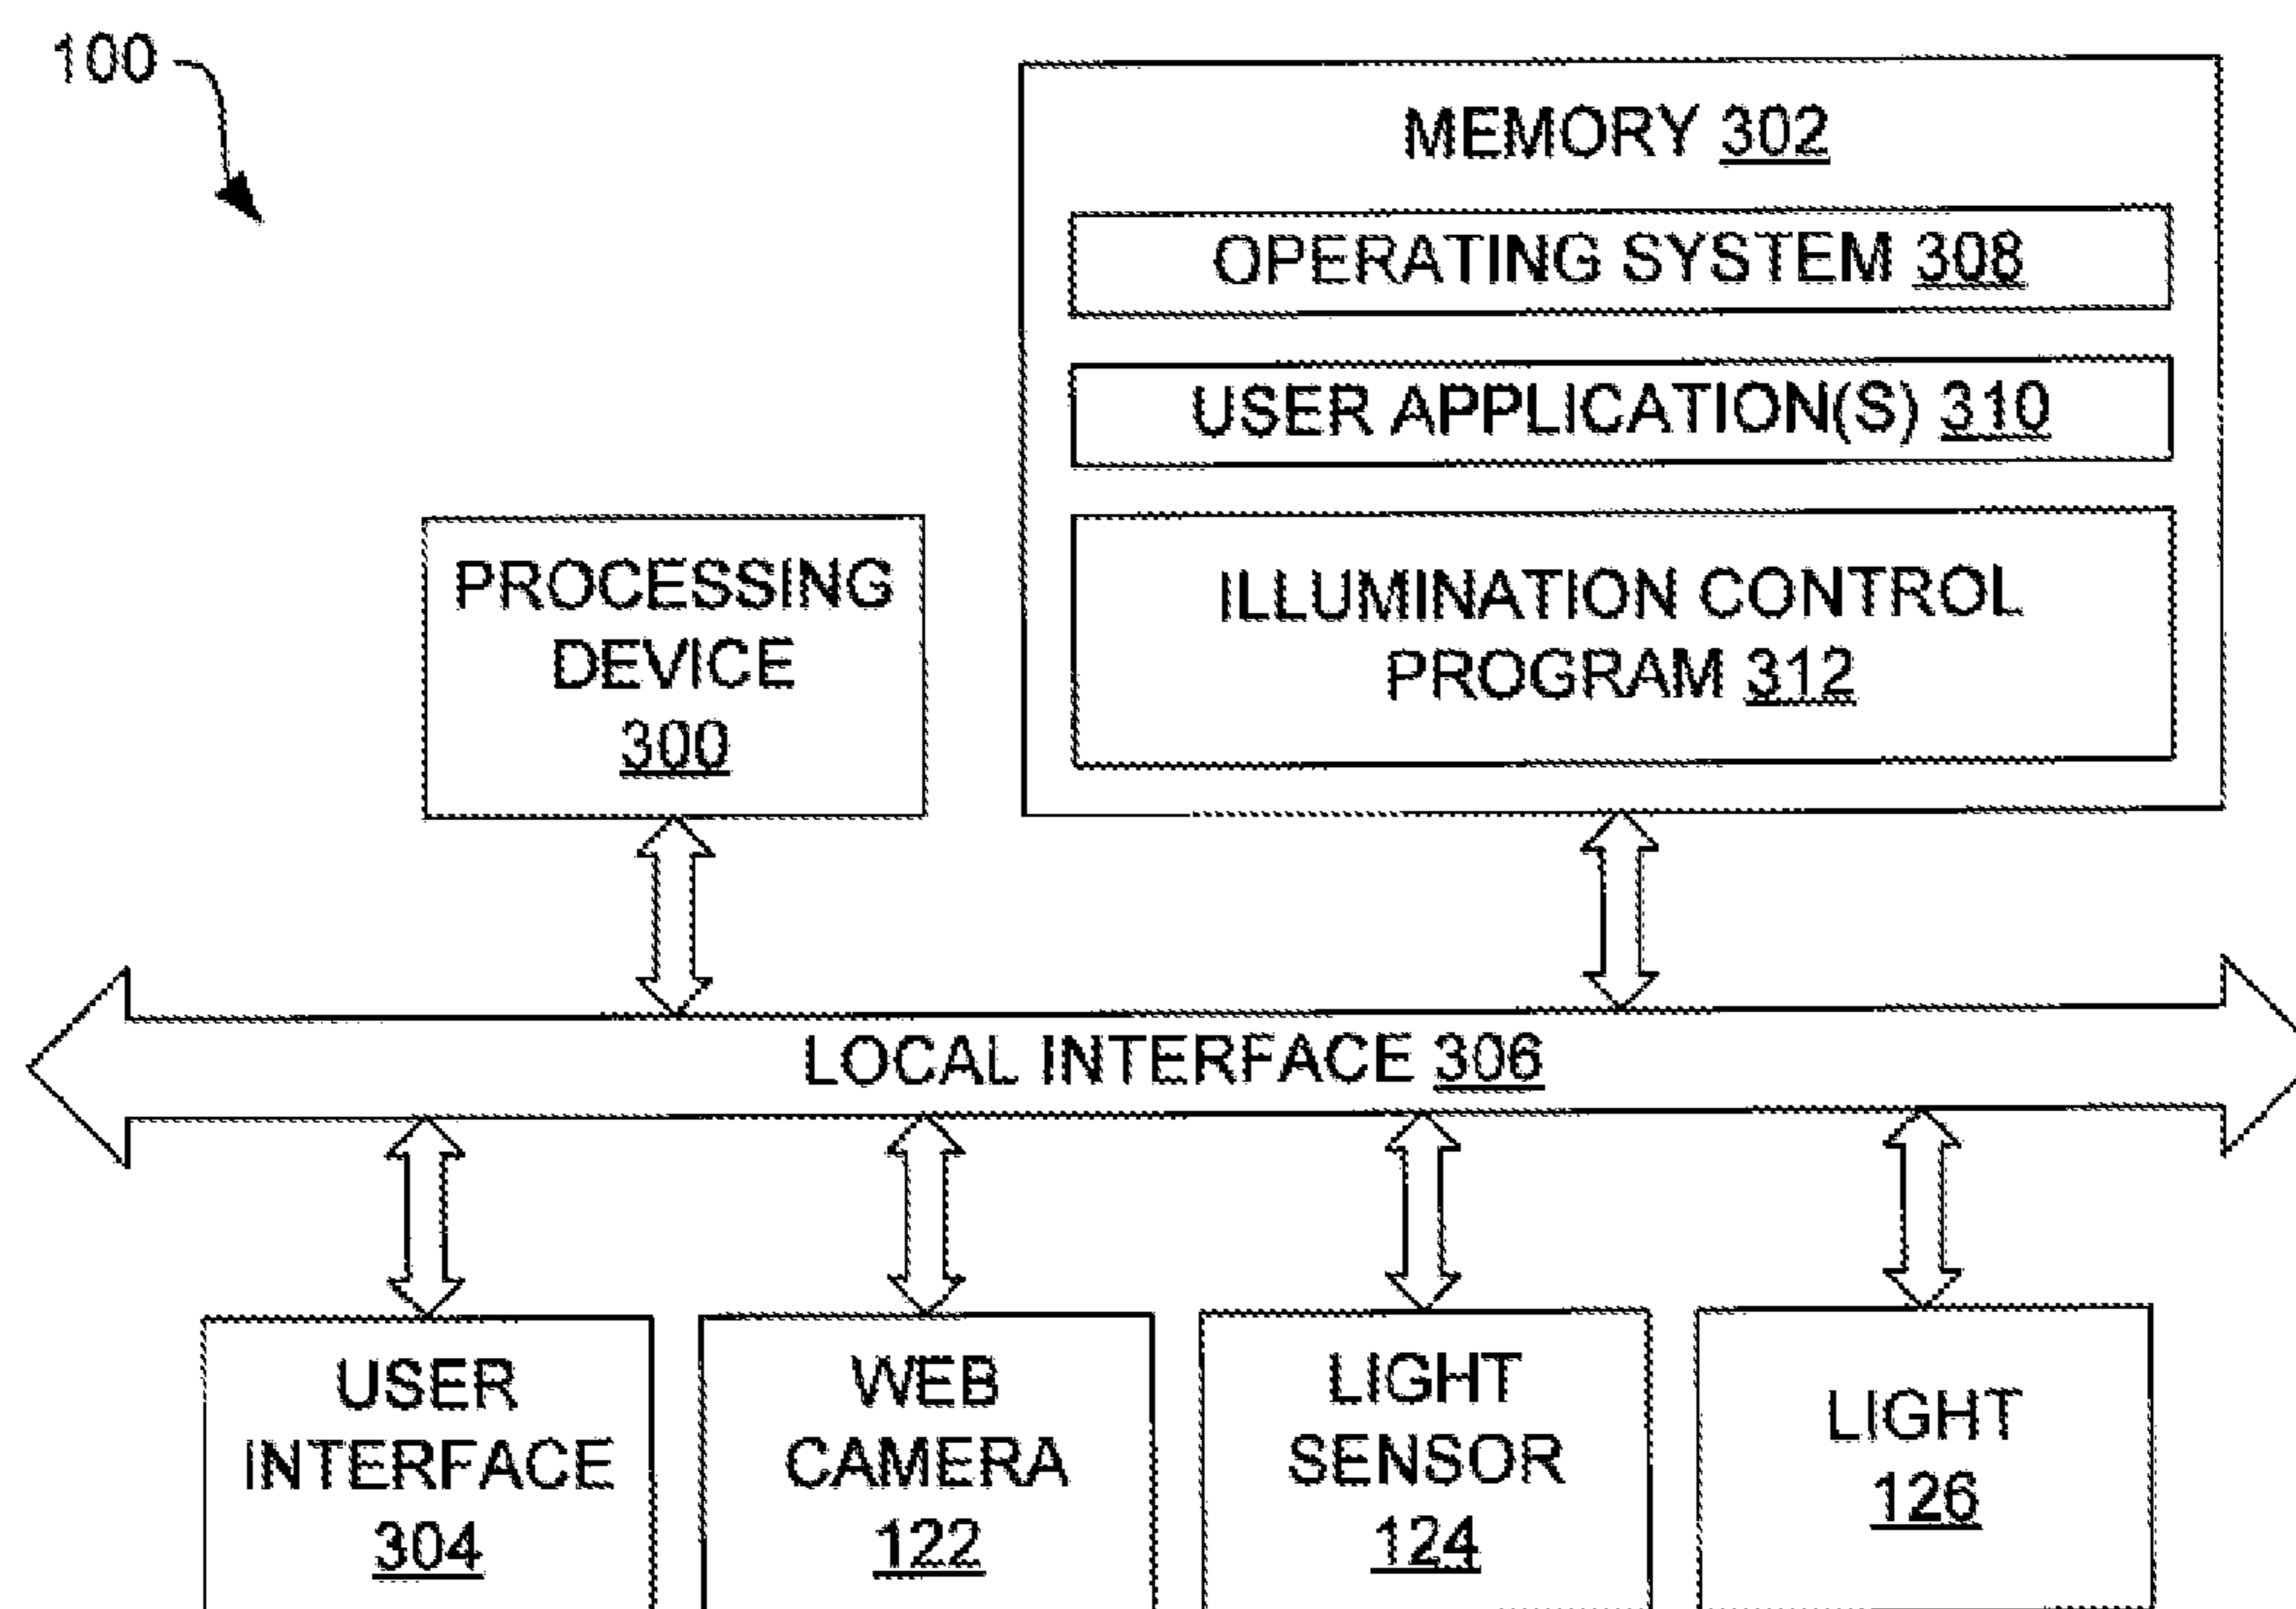 100
MEMORY 302
OPERATING SYSTEM 308
USER APPLICATION(S) 310
ILLUMINATION CONTROL
PROGRAM 312
PROCESSING
DEVICE
300
LOCAL INTERFACE 306
USER
INTERFACE
304
WEB
CAMERA
122
LIGHT
SENSOR
124
LIGHT
126